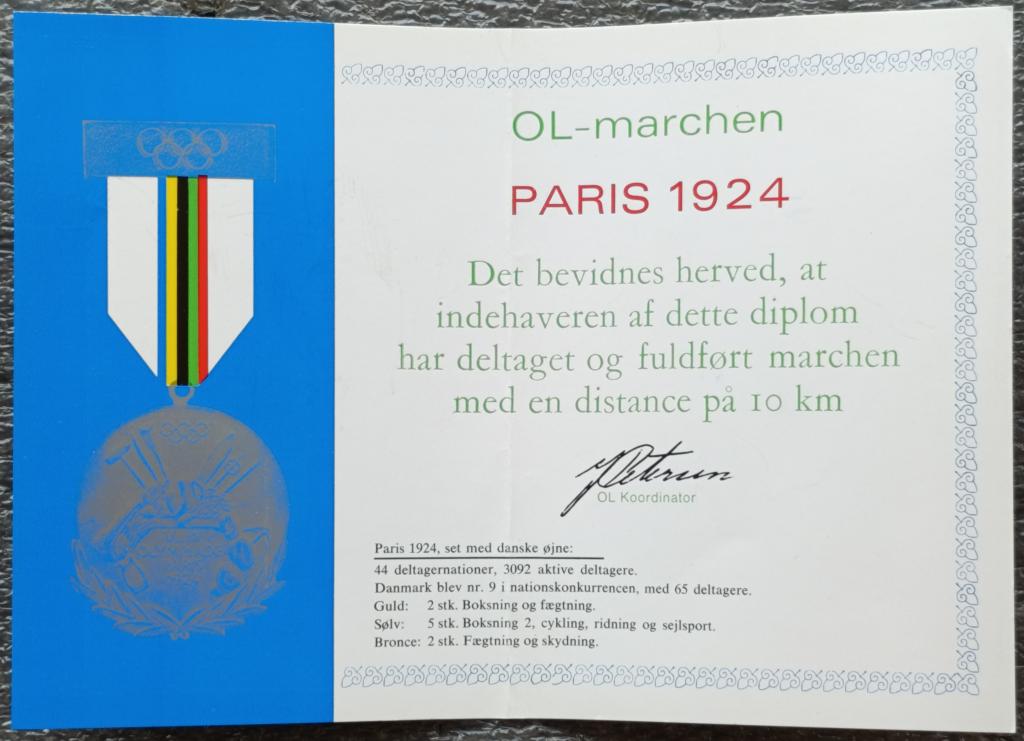 OL-marchen
PARIS 1924
Det bevidnes herved, at
indehaveren af dette diplom
har deltaget og fuldført marchen
med en distance på 10 km
Petersen
OL Koordinator
Paris 1924, set med danske øjne:
44 deltagernationer, 3092 aktive deltagere.
Danmark blev nr. 9 i nationskonkurrencen, med 65 deltagere.
Guld: 2 stk. Boksning og fægtning.
Sølv: 5 stk. Boksning 2, cykling, ridning og sejlsport.
Bronce: 2 stk. Fægtning og skydning.